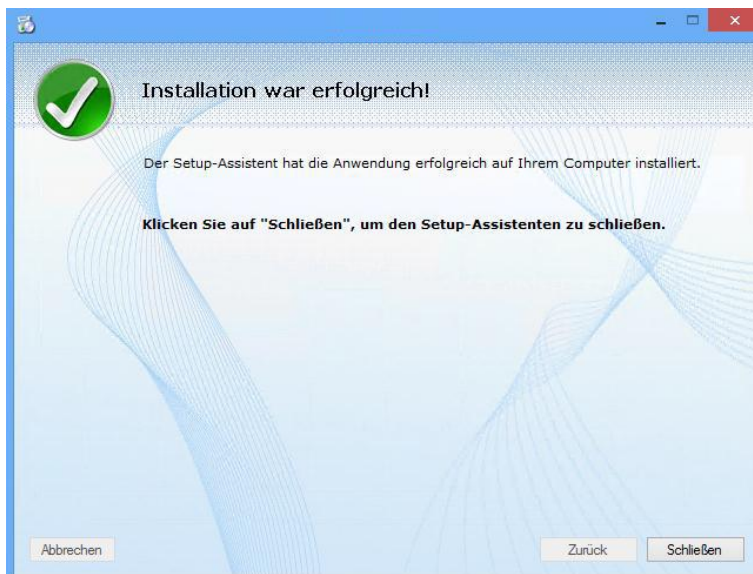 Installation war erfolgreich!
Der Setup-Assistent hat die Anwendung erfolgreich auf Ihrem Computer installiert.
Klicken Sie auf "Schließen", um den Setup-Assistenten zu schließen.
Abbrechen
Zurück
Schließen